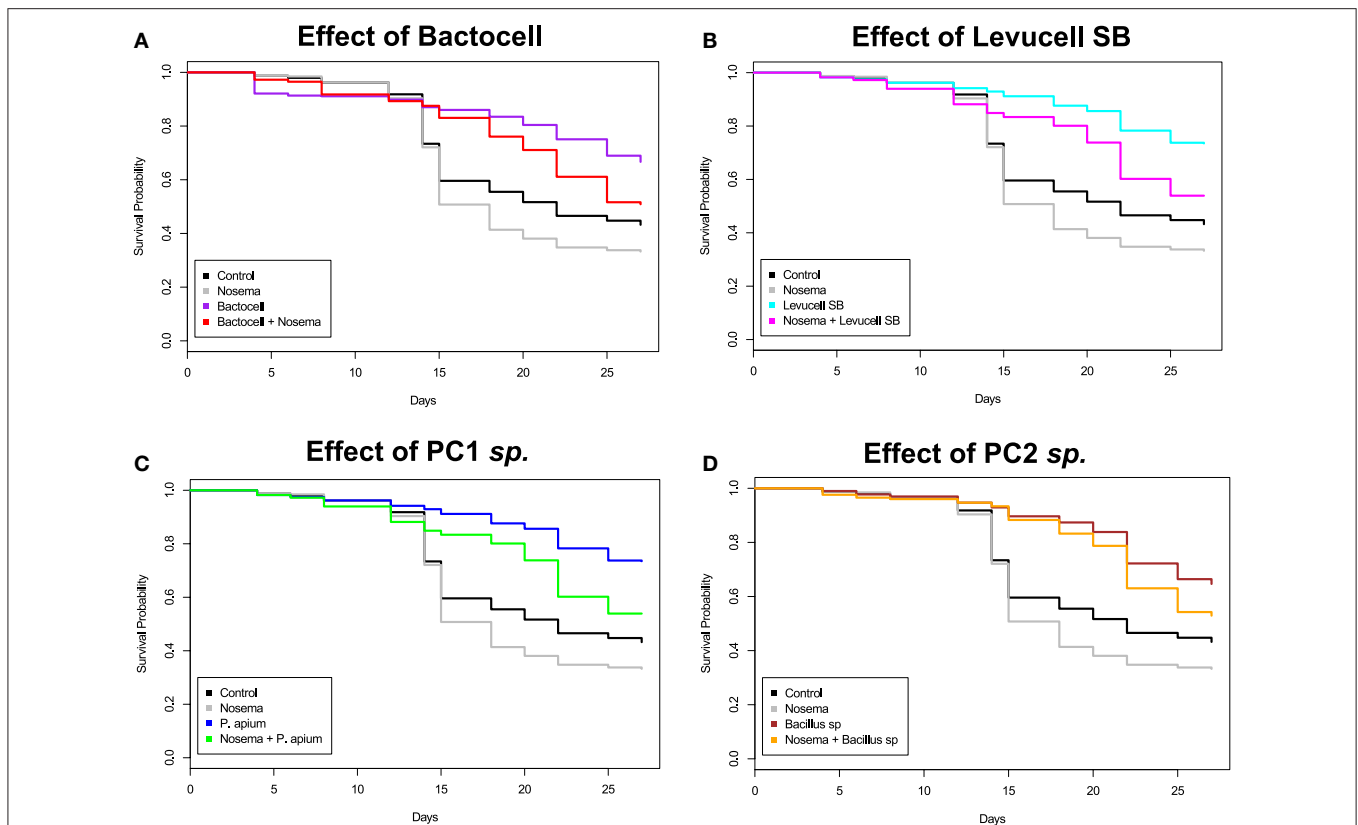 A
Effect of Bactocell
Survival Probability
0.0 0.2 0.4 0.6 0.8 1.0
Control
Nosema
Bactocell
Bactocell + Nosema
0 5 10 15 20 25
Days
B
Effect of Levucell SB
Survival Probability
0.0 0.2 0.4 0.6 0.8 1.0
Control
Nosema
Levucell SB
Nosema + Levucell SB
0 5 10 15 20 25
Days
C
Effect of PC1 sp.
Survival Probability
0.0 0.2 0.4 0.6 0.8 1.0
Control
Nosema
P. apium
Nosema + P. apium
0 5 10 15 20 25
Days
D
Effect of PC2 sp.
Survival Probability
0.0 0.2 0.4 0.6 0.8 1.0
Control
Nosema
Bacillus sp
Nosema + Bacillus sp
0 5 10 15 20 25
Days